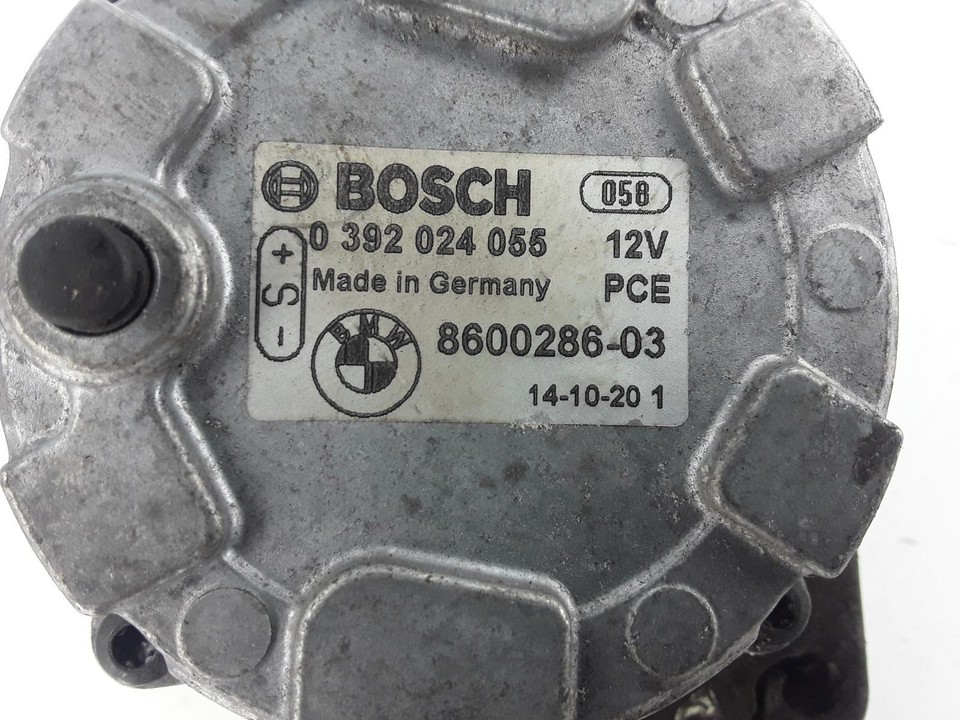 BOSCH 058
0 392 024 055 12V
+ S -
Made in Germany PCE
BMW 8600286-03
14-10-20 1